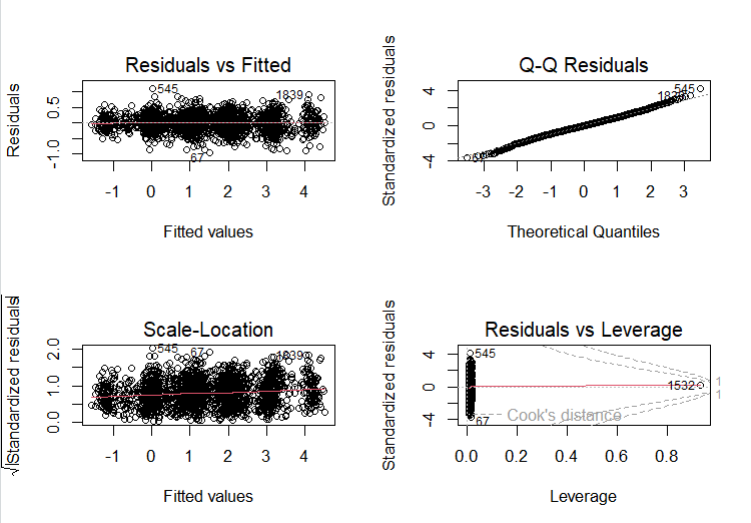 Residuals vs Fitted
Residuals
-1.0 0.5
545
1839
67
-1 0 1 2 3 4
Fitted values
Q-Q Residuals
Standardized residuals
-4 0 4
545
1839
67
-3 -2 -1 0 1 2 3
Theoretical Quantiles
Scale-Location
√|Standardized residuals|
0.0 1.0 2.0
545
67
1839
-1 0 1 2 3 4
Fitted values
Residuals vs Leverage
Standardized residuals
-4 0 4
545
1532
1
1
67
Cook's distance
0.0 0.2 0.4 0.6 0.8
Leverage